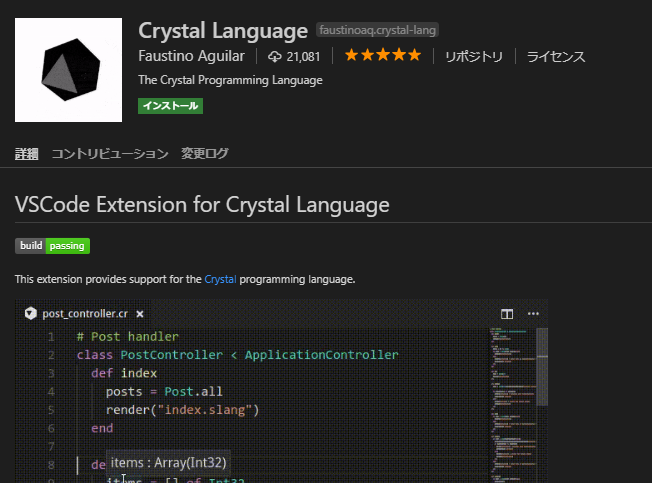 Crystal Language faustinoaq.crystal-lang
Faustino Aguilar 21,081 リポジトリ ライセンス
The Crystal Programming Language
インストール
詳細 コントリビューション 変更ログ
VSCode Extension for Crystal Language
build passing
This extension provides support for the Crystal programming language.
post_controller.cr
1 # Post handler
2 class PostController < ApplicationController
3 def index
4 posts = Post.all
5 render("index.slang")
6 end
7
8 de
items : Array(Int32)
9 items = [] of Int32